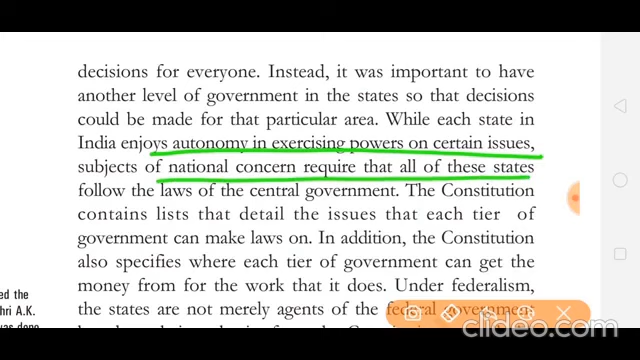 decisions for everyone. Instead, it was important to have
another level of government in the states so that decisions
could be made for that particular area. While each state in
India enjoys autonomy in exercising powers on certain issues,
subjects of national concern require that all of these states
follow the laws of the central government. The Constitution
contains lists that detail the issues that each tier of
government can make laws on. In addition, the Constitution
also specifies where each tier of government can get the
money from for the work that it does. Under federalism,
ed the
the states are not merely agents of the federal government
hri A.K.
was done
clideo.com